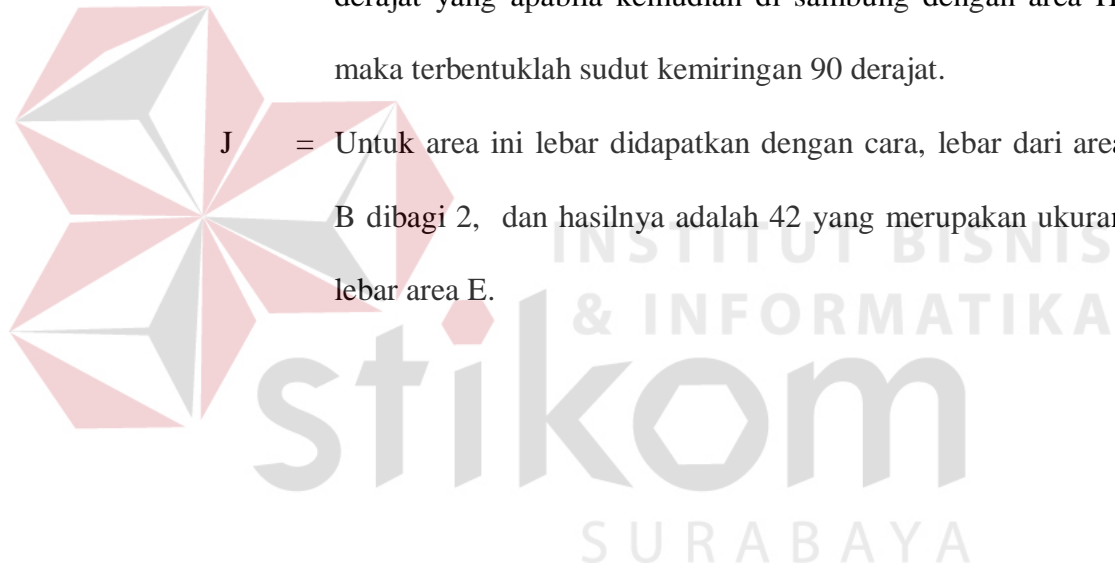 derajat yang apabila kemudian di sambung dengan area H
maka terbentuklah sudut kemiringan 90 derajat.
J = Untuk area ini lebar didapatkan dengan cara, lebar dari area
B dibagi 2, dan hasilnya adalah 42 yang merupakan ukuran
lebar area E.
INSTITUT BISNIS
& INFORMATIKA
stikom
SURABAYA